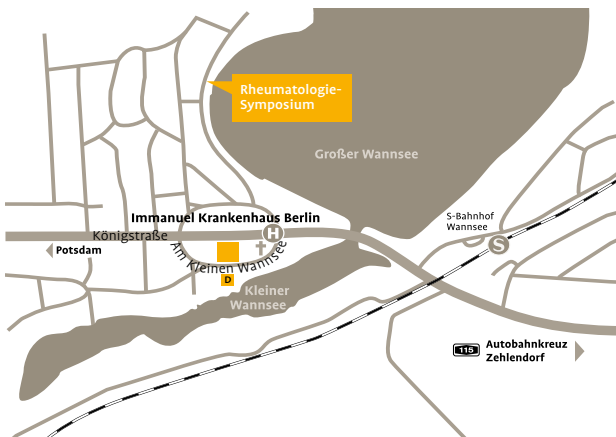 Rheumatologie-
Symposium
Großer Wannsee
Immanuel Krankenhaus Berlin
S-Bahnhof
Wannsee
H
S
Königstraße
Potsdam
Am Kleinen Wannsee
D
Kleiner
Wannsee
115
Autobahnkreuz
Zehlendorf